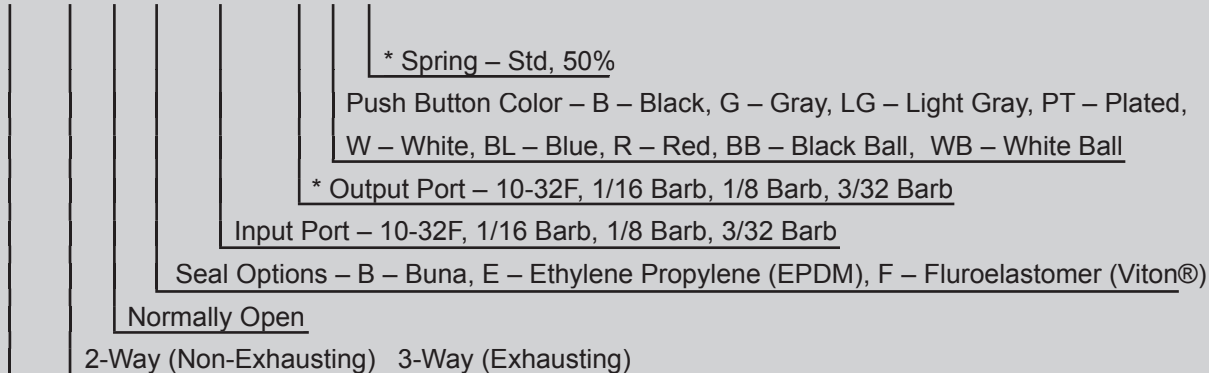 * Spring – Std, 50%
Push Button Color – B – Black, G – Gray, LG – Light Gray, PT – Plated,
W – White, BL – Blue, R – Red, BB – Black Ball, WB – White Ball
* Output Port – 10-32F, 1/16 Barb, 1/8 Barb, 3/32 Barb
Input Port – 10-32F, 1/16 Barb, 1/8 Barb, 3/32 Barb
Seal Options – B – Buna, E – Ethylene Propylene (EPDM), F – Fluroelastomer (Viton®)
Normally Open
2-Way (Non-Exhausting) 3-Way (Exhausting)